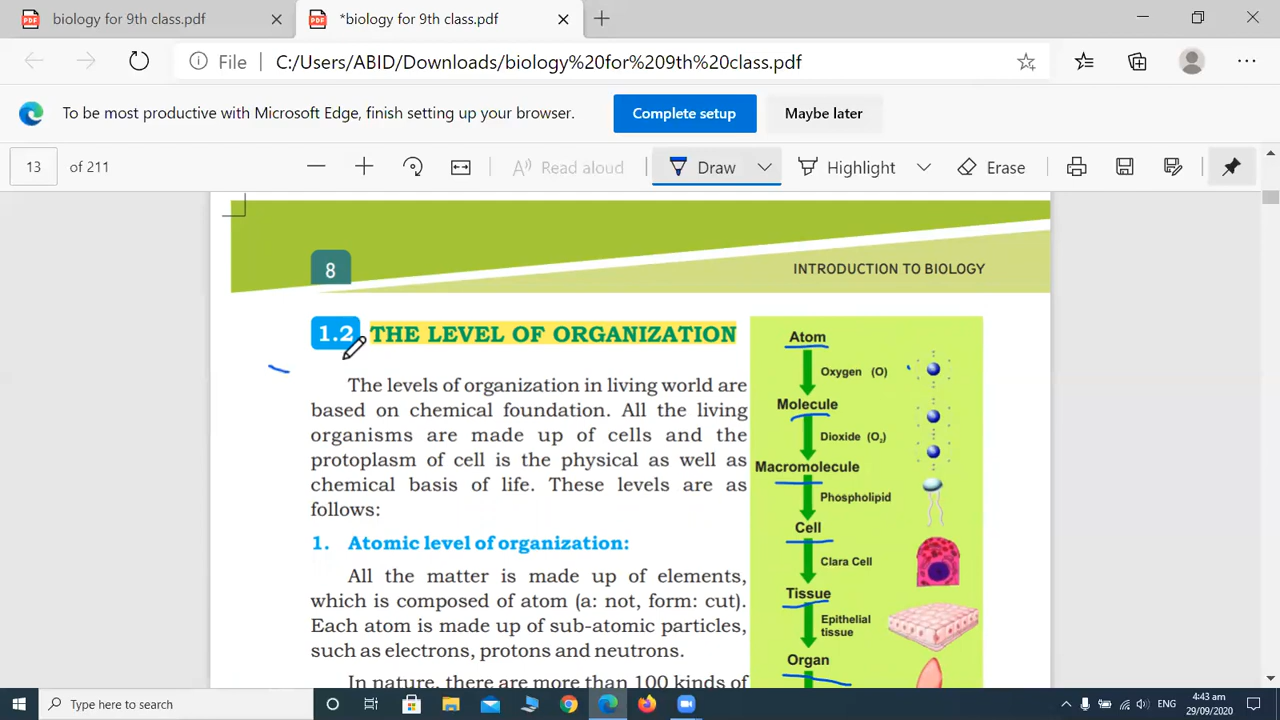 biology for 9th class.pdf
*biology for 9th class.pdf
File C:/Users/ABID/Downloads/biology%20for%209th%20class.pdf
To be most productive with Microsoft Edge, finish setting up your browser.
Complete setup
Maybe later
13 of 211
Read aloud
Draw
Highlight
Erase
8
INTRODUCTION TO BIOLOGY
1.2 THE LEVEL OF ORGANIZATION
The levels of organization in living world are
based on chemical foundation. All the living
organisms are made up of cells and the
protoplasm of cell is the physical as well as
chemical basis of life. These levels are as
follows:
1. Atomic level of organization:
All the matter is made up of elements,
which is composed of atom (a: not, form: cut).
Each atom is made up of sub-atomic particles,
such as electrons, protons and neutrons.
In nature, there are more than 100 kinds of
Atom
Oxygen (O)
Molecule
Dioxide (O₂)
Macromolecule
Phospholipid
Cell
Clara Cell
Tissue
Epithelial
tissue
Organ
Type here to search
ENG
4:43 am
29/09/2020